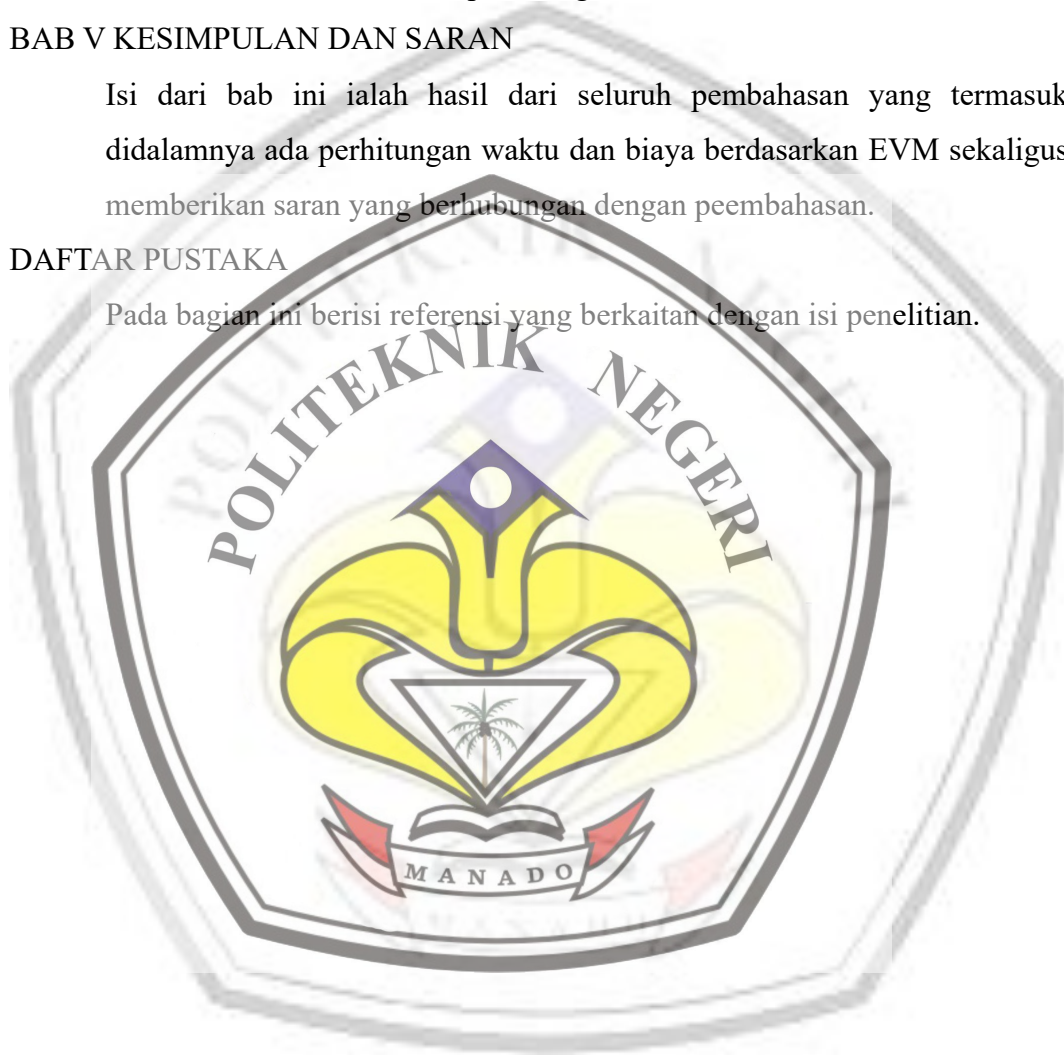 BAB V KESIMPULAN DAN SARAN
Isi dari bab ini ialah hasil dari seluruh pembahasan yang termasuk
didalamnya ada perhitungan waktu dan biaya berdasarkan EVM sekaligus
memberikan saran yang berhubungan dengan peembahasan.
DAFTAR PUSTAKA
Pada bagian ini berisi referensi yang berkaitan dengan isi penelitian.
POLITEKNIK NEGERI
MANADO